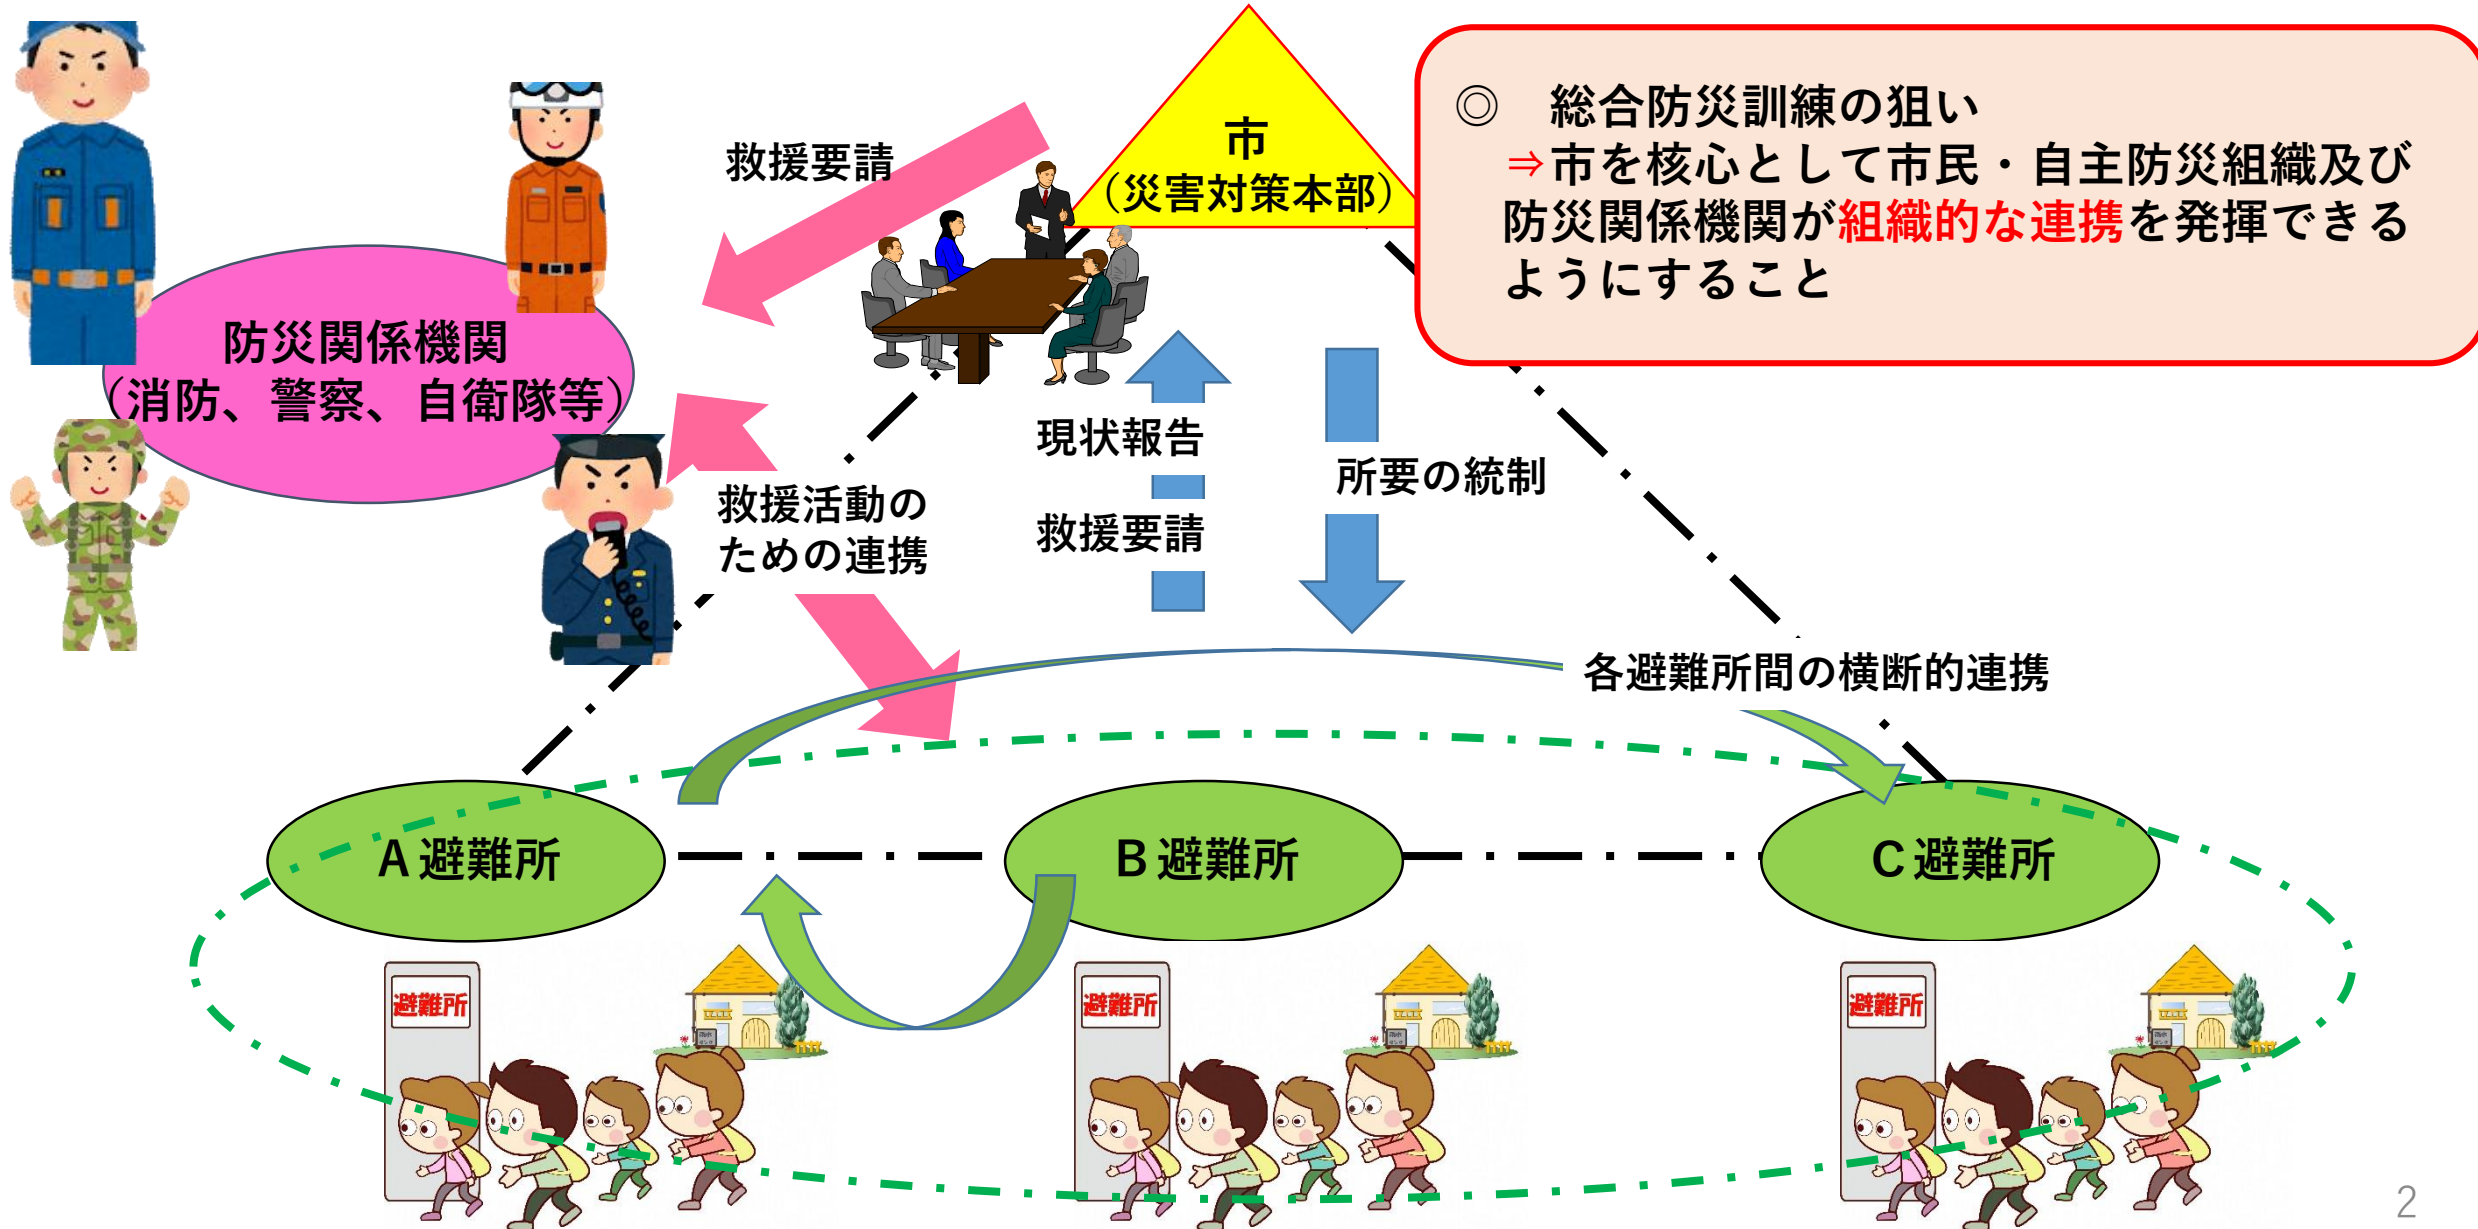 ◎　総合防災訓練の狙い
⇒市を核心として市民・自主防災組織及び
防災関係機関が組織的な連携を発揮できる
ようにすること
市
（災害対策本部）
救援要請
防災関係機関
（消防、警察、自衛隊等）
現状報告
救援要請
所要の統制
救援活動の
ための連携
各避難所間の横断的連携
A避難所
B避難所
C避難所
避難所
避難所
避難所
2